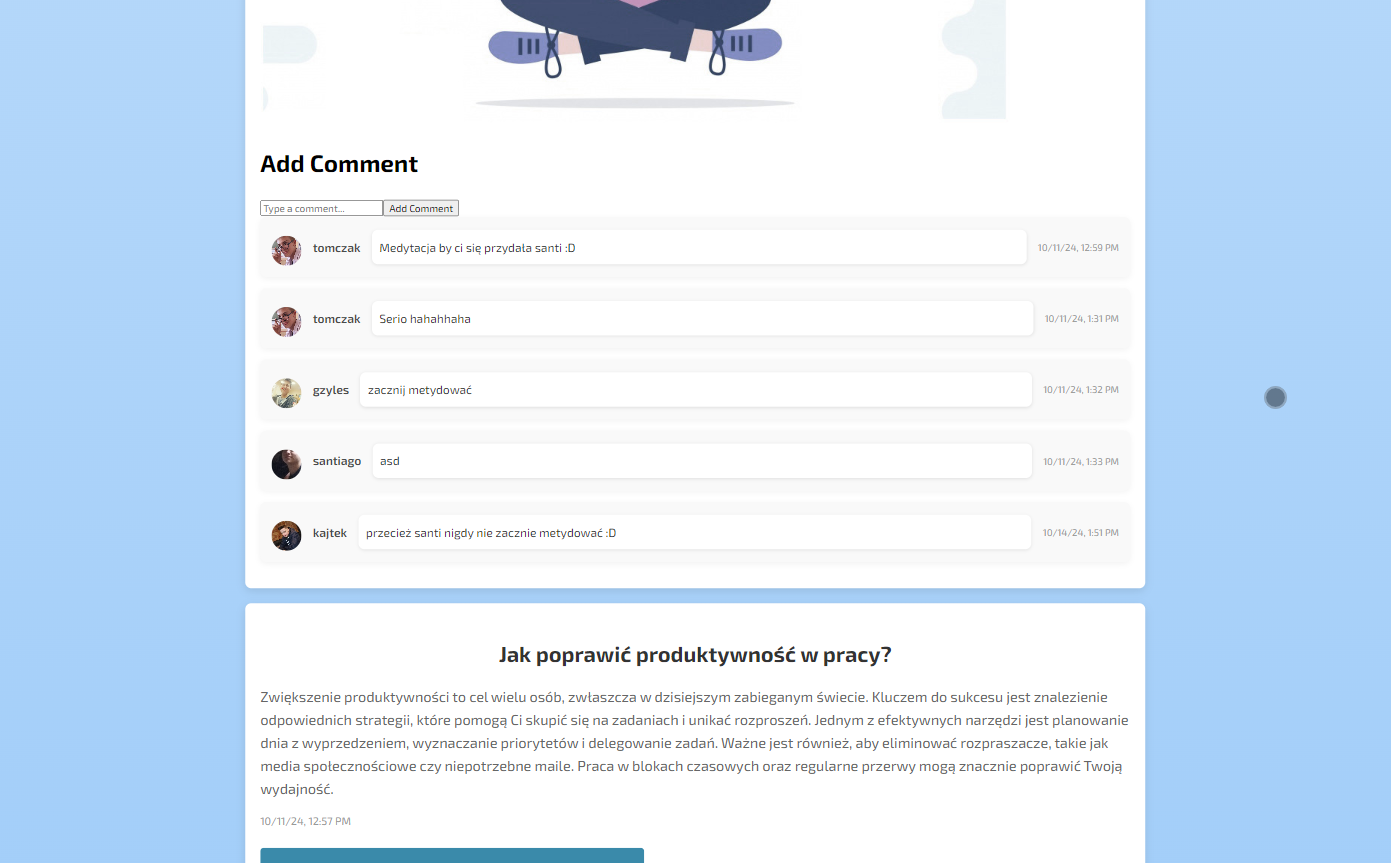 Add Comment
Type a comment... Add Comment
tomczak Medytacja by ci się przydała santi :D 10/11/24, 12:59 PM
tomczak Serio hahahhaha 10/11/24, 1:31 PM
gzyles zacznij metydować 10/11/24, 1:32 PM
santiago asd 10/11/24, 1:33 PM
kajtek przecież santi nigdy nie zacznie metydować :D 10/14/24, 1:51 PM
Jak poprawić produktywność w pracy?
Zwiększenie produktywności to cel wielu osób, zwłaszcza w dzisiejszym zabieganym świecie. Kluczem do sukcesu jest znalezienie
odpowiednich strategii, które pomogą Ci skupić się na zadaniach i unikać rozproszeń. Jednym z efektywnych narzędzi jest planowanie
dnia z wyprzedzeniem, wyznaczanie priorytetów i delegowanie zadań. Ważne jest również, aby eliminować rozpraszacze, takie jak
media społecznościowe czy niepotrzebne maile. Praca w blokach czasowych oraz regularne przerwy mogą znacznie poprawić Twoją
wydajność.
10/11/24, 12:57 PM